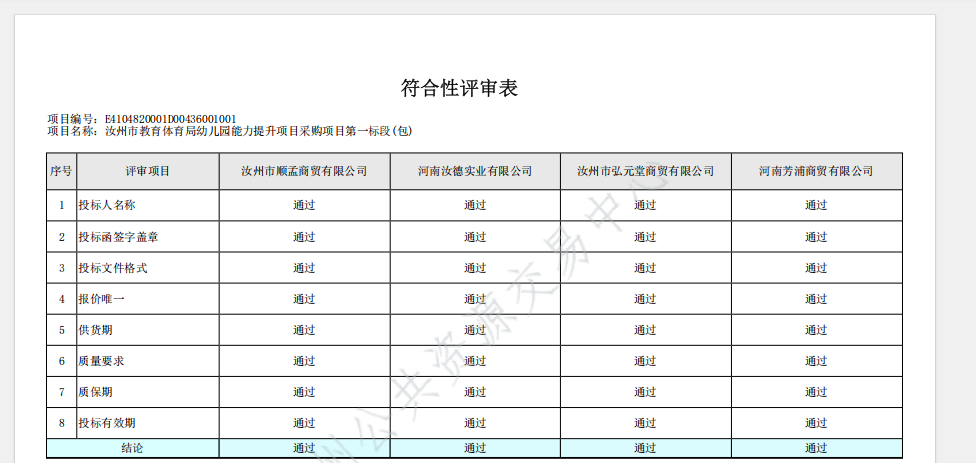 符合性评审表
项目编号：E4104820001D00436001001
项目名称：汝州市教育体育局幼儿园能力提升项目采购项目第一标段(包)
序号 评审项目 汝州市顺孟商贸有限公司 河南汝德实业有限公司 汝州市弘元堂商贸有限公司 河南芳浦商贸有限公司
1 投标人名称 通过 通过 通过 通过
2 投标函签字盖章 通过 通过 通过 通过
3 投标文件格式 通过 通过 通过 通过
4 报价唯一 通过 通过 通过 通过
5 供货期 通过 通过 通过 通过
6 质量要求 通过 通过 通过 通过
7 质保期 通过 通过 通过 通过
8 投标有效期 通过 通过 通过 通过
结论 通过 通过 通过 通过
州公共资源交易中心